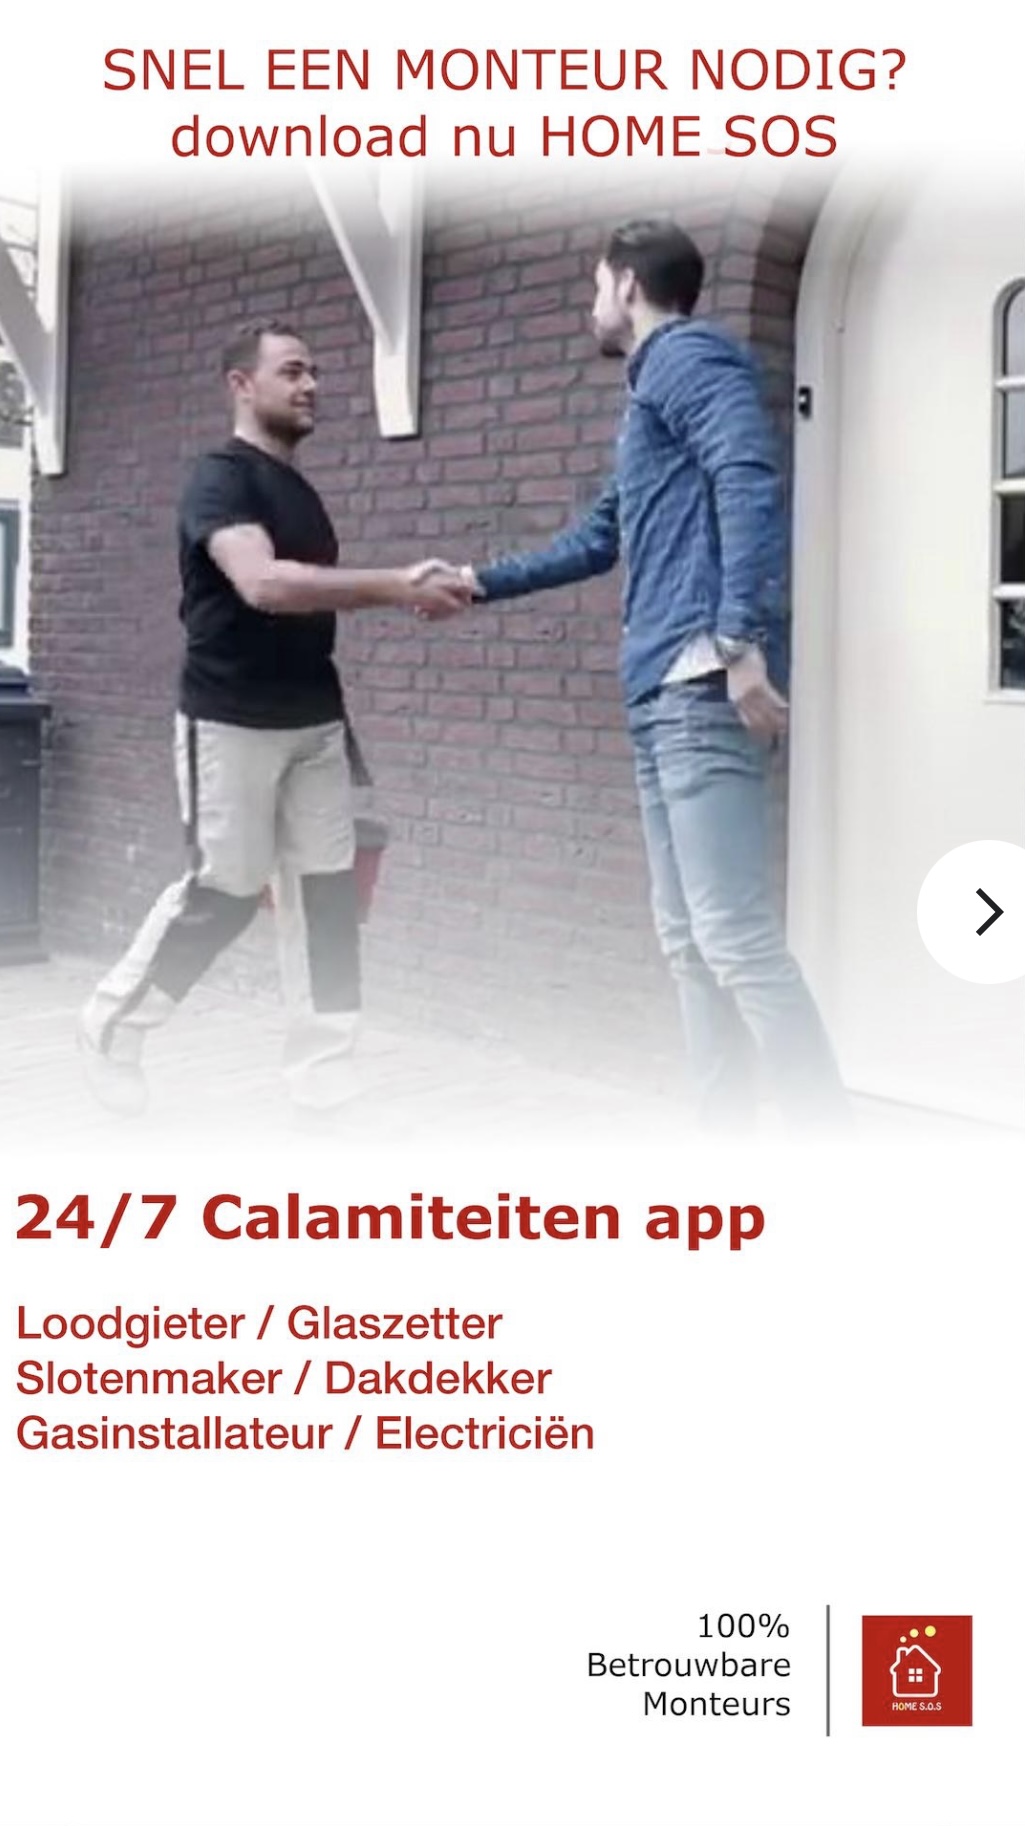 SNEL EEN MONTEUR NODIG?
download nu HOME SOS
24/7 Calamiteiten app
Loodgieter / Glaszetter
Slotenmaker / Dakdekker
Gasinstallateur / Electriciën
100%
Betrouwbare
Monteurs
HOME S.O.S